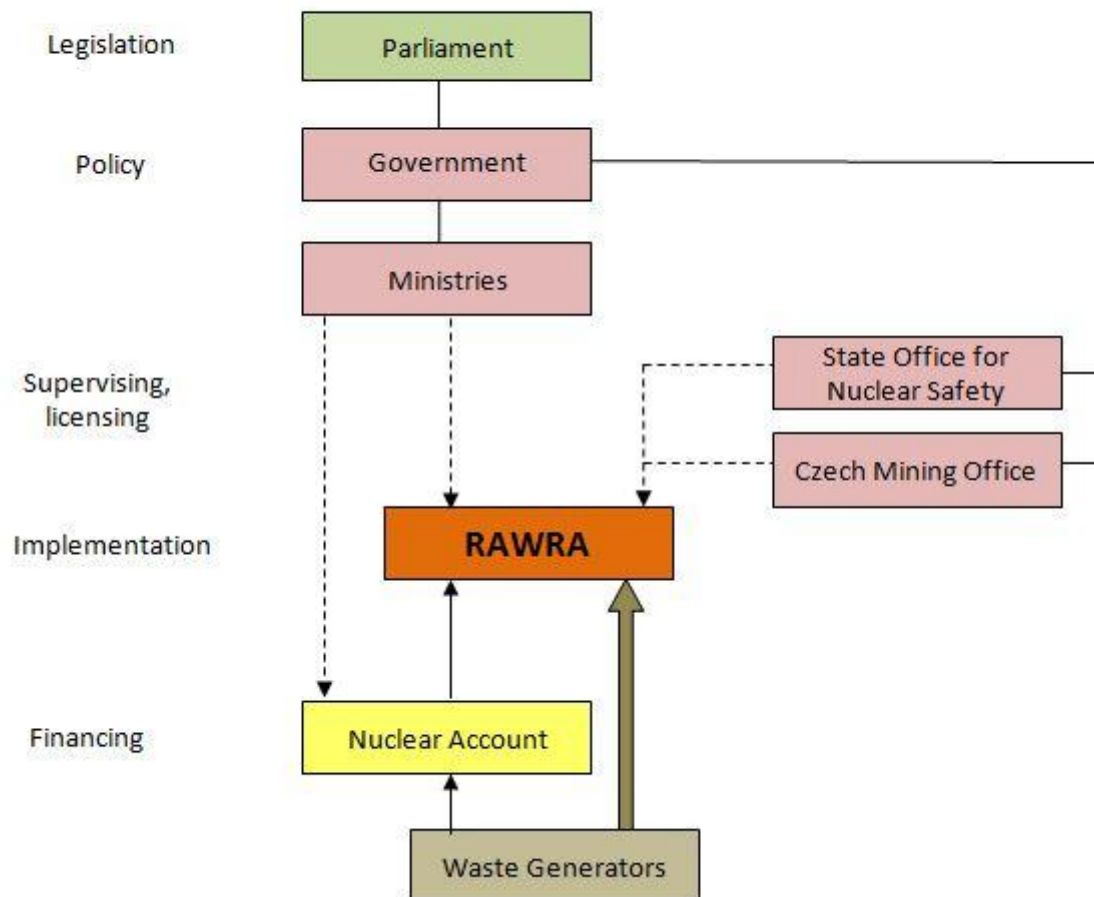 Legislation
Parliament
Policy
Government
Ministries
Supervising,
licensing
State Office for
Nuclear Safety
Czech Mining Office
Implementation
RAWRA
Financing
Nuclear Account
Waste Generators